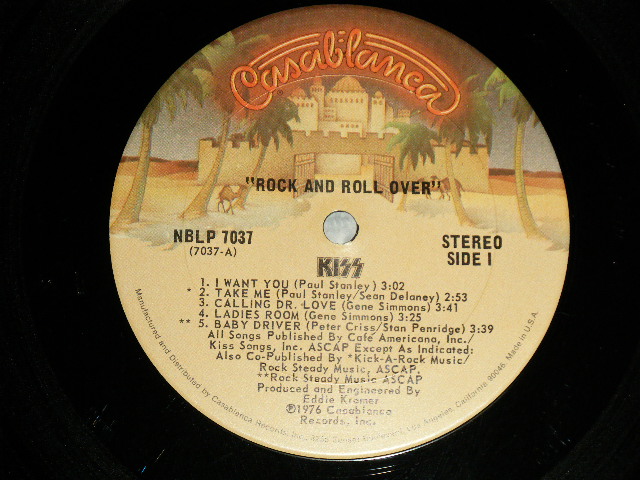 Casablanca
"ROCK AND ROLL OVER"
NBLP 7037
(7037-A)
STEREO
SIDE 1
KISS
1. I WANT YOU (Paul Stanley) 3:02
* 2. TAKE ME (Paul Stanley/Sean Delaney) 2:53
3. CALLING DR. LOVE (Gene Simmons) 3:41
4. LADIES ROOM (Gene Simmons) 3:25
** 5. BABY DRIVER (Peter Criss/Stan Penridge) 3:39
All Songs Published By Café Americana, Inc./
Kiss Songs, Inc. ASCAP Except As Indicated:
Also Co-Published By *Kick-A-Rock Music/
Rock Steady Music, ASCAP.
**Rock Steady Music ASCAP
Produced and Engineered By
Eddie Kramer
℗1976 Casablanca
Records, Inc.
Manufactured and Distributed by Casablanca Records, Inc., Sunset Boulevard, Los Angeles, California 90046. Made in U.S.A.